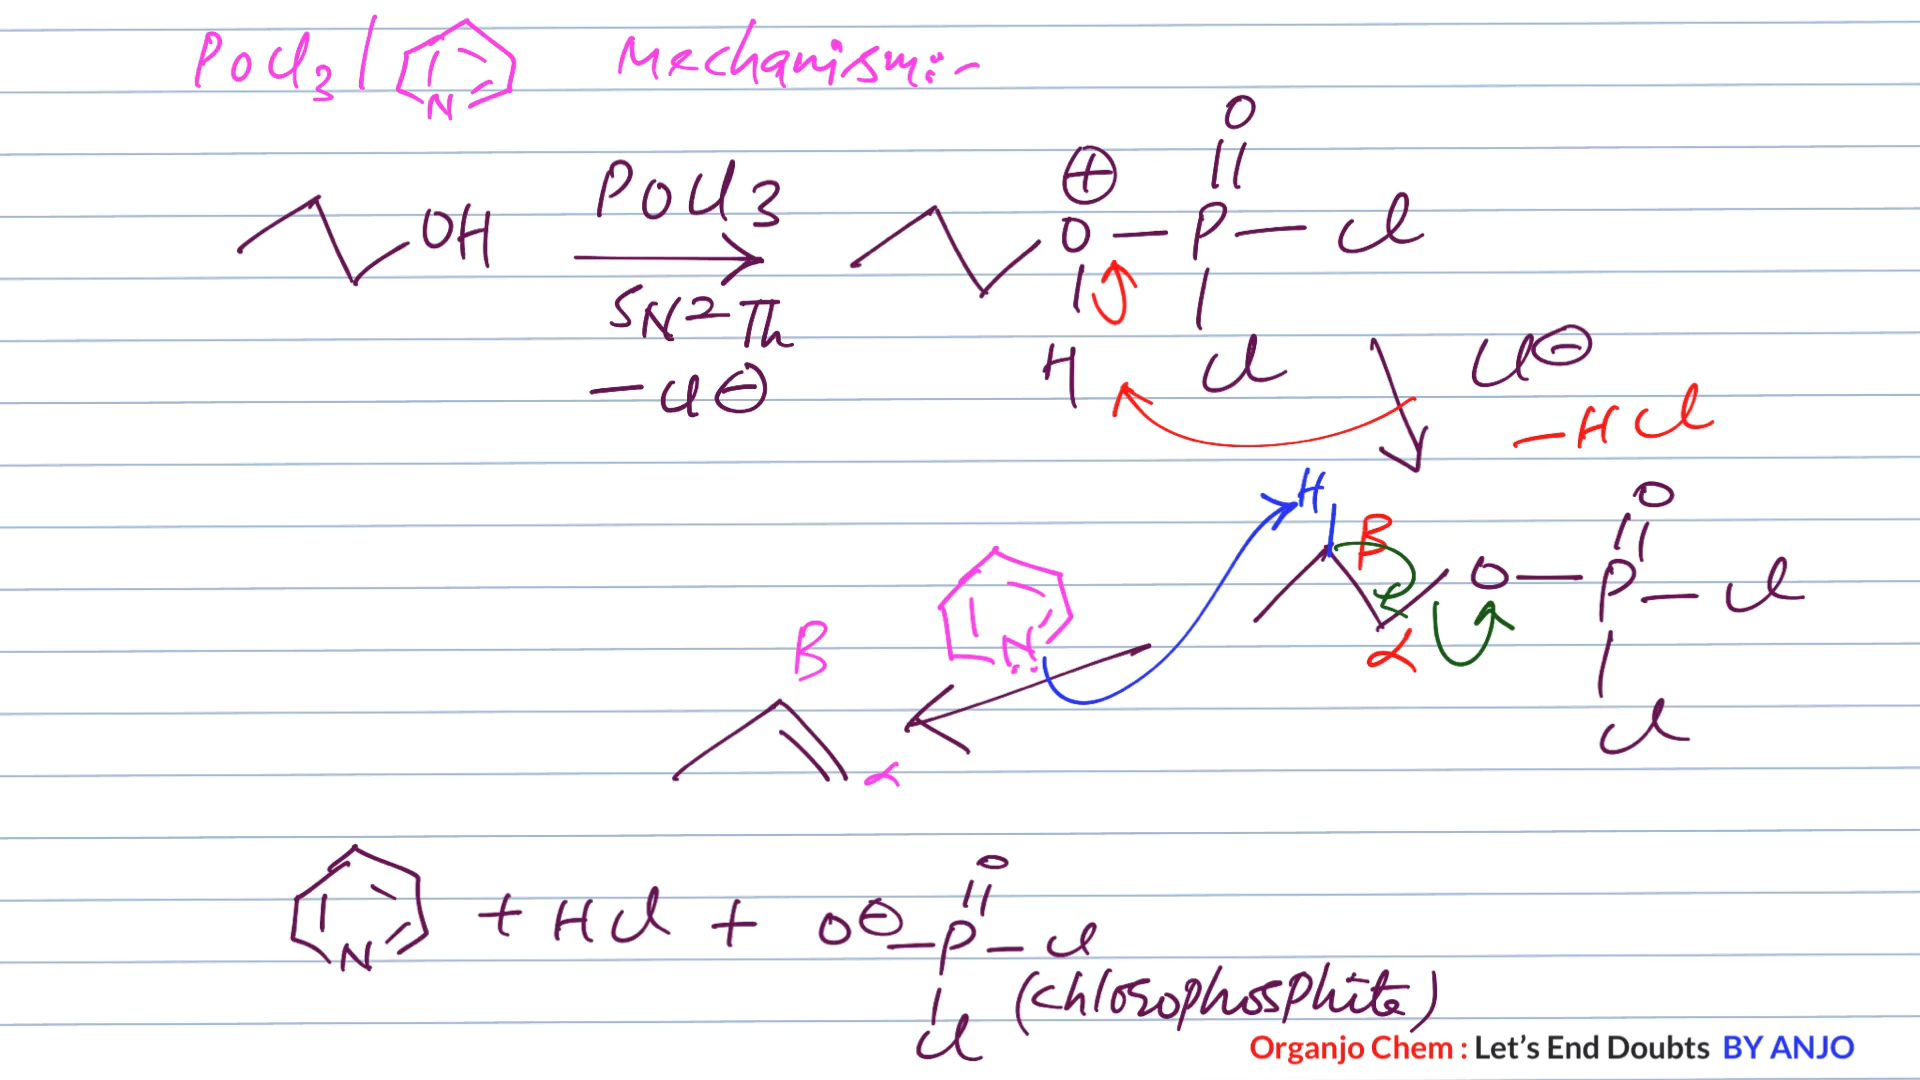 POCl3 / N Mechanism:-
O
⊕
OH POCl3 O — P — Cl
SN2Th
H Cl Cl⊖
—Cl⊖
—HCl
H
B O
O — P — Cl
B N α
Cl
α
O
N + HCl + O⊖—P—Cl
(chlorophosphite)
Cl
Organjo Chem : Let's End Doubts BY ANJO